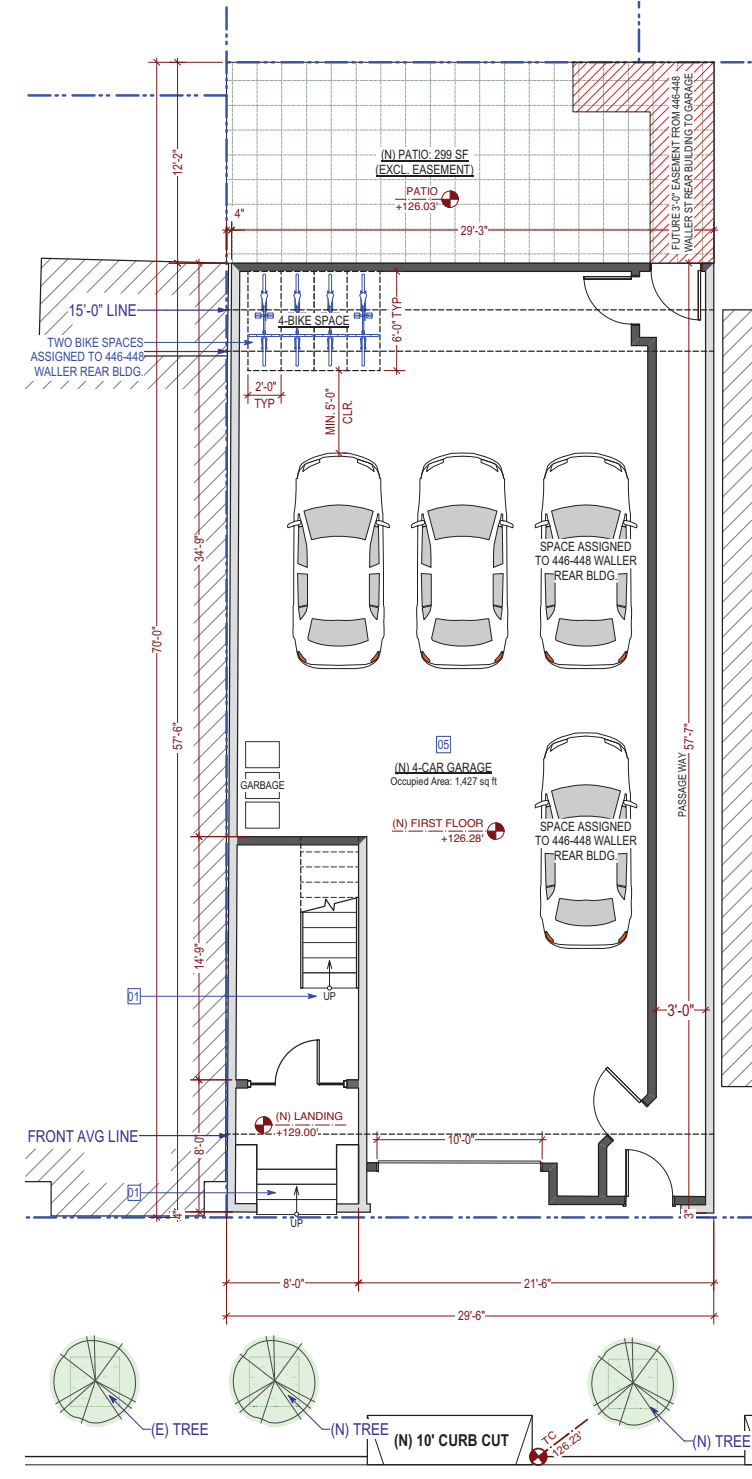 FUTURE 3'-0" EASEMENT FROM 446-448
WALLER ST REAR BUILDING TO GARAGE
(N) PATIO: 299 SF
(EXCL. EASEMENT)
PATIO
+126.03'
12'-2"
4"
29'-3"
15'-0" LINE
4-BIKE SPACE
6'-0" TYP
TWO BIKE SPACES
ASSIGNED TO 446-448
WALLER REAR BLDG.
2'-0"
TYP
MIN. 5'-0"
CLR.
34'-9"
SPACE ASSIGNED
TO 446-448 WALLER
REAR BLDG.
70'-0"
57'-6"
05
(N) 4-CAR GARAGE
Occupied Area: 1,427 sq ft
GARBAGE
57'-7"
PASSAGE WAY
(N) FIRST FLOOR
+126.28'
SPACE ASSIGNED
TO 446-448 WALLER
REAR BLDG.
14'-9"
01
UP
3'-0"
(N) LANDING
+129.00'
FRONT AVG LINE
8'-0"
10'-0"
01
4"
UP
3"
8'-0"
21'-6"
29'-6"
(E) TREE
(N) TREE
(N) 10' CURB CUT
TC
126.23'
(N) TREE